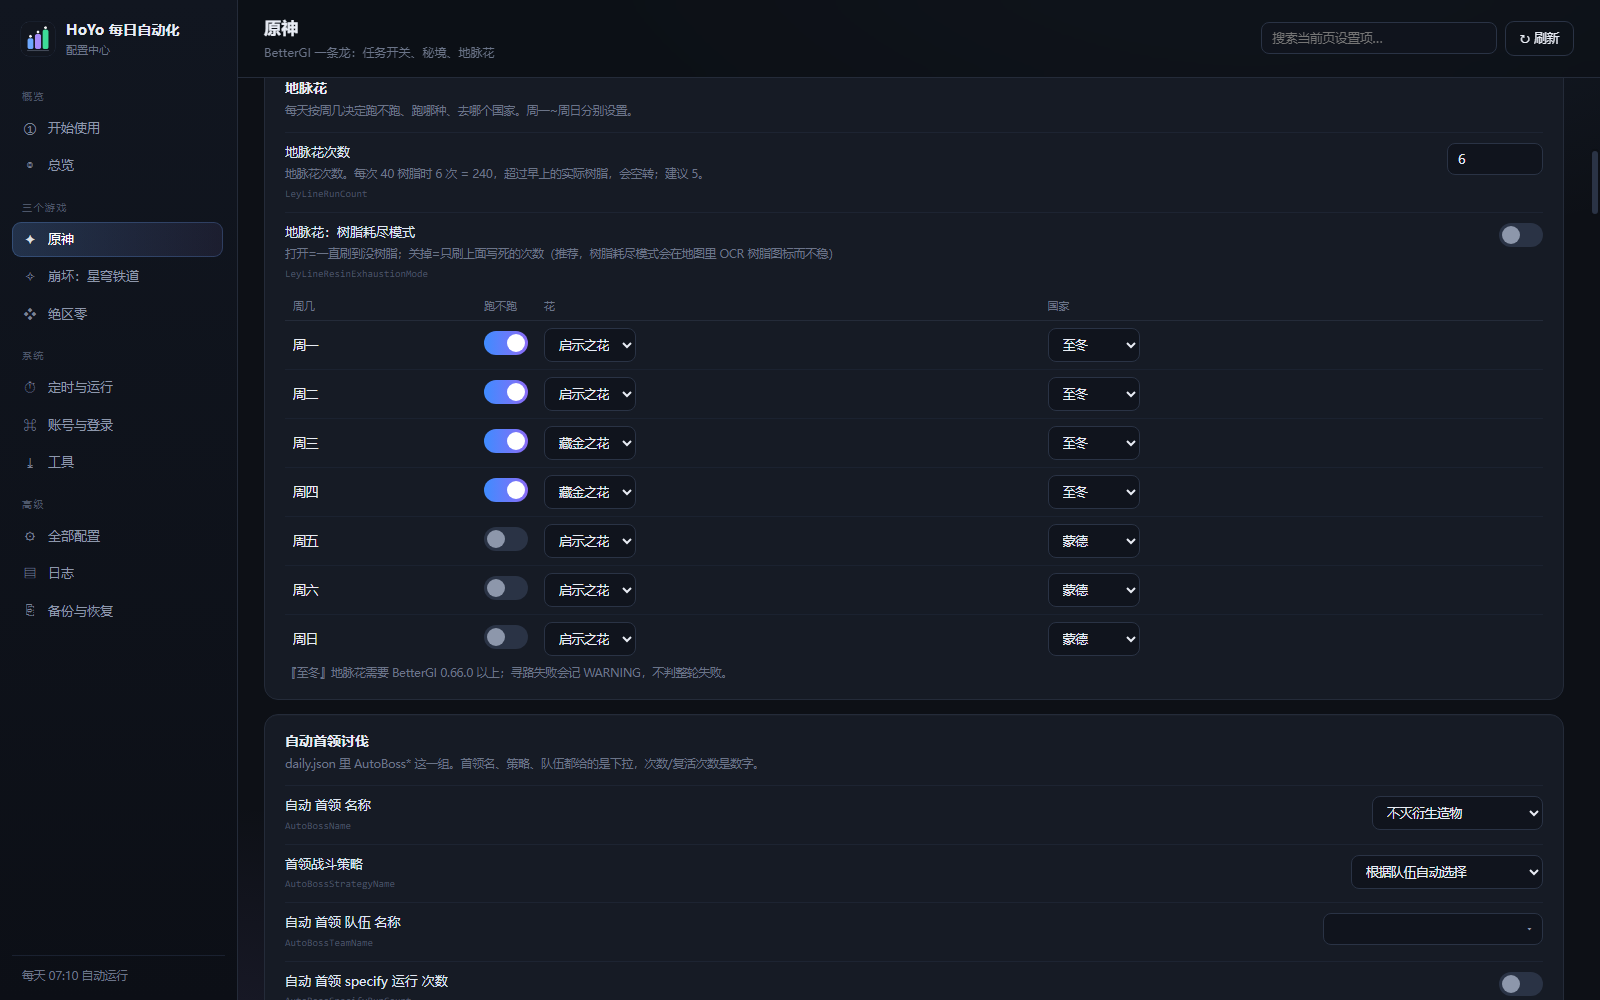 HoYo 每日自动化
配置中心
概览
① 开始使用
总览
三个游戏
原神
崩坏：星穹铁道
绝区零
系统
定时与运行
账号与登录
工具
高级
全部配置
日志
备份与恢复
每天 07:10 自动运行
原神
BetterGI 一条龙：任务开关、秘境、地脉花
搜索当前页设置项...
↻ 刷新
地脉花
每天按周几决定跑不跑、跑哪种、去哪个国家。周一~周日分别设置。
地脉花次数
6
地脉花次数。每次 40 树脂时 6 次 = 240，超过早上的实际树脂，会空转；建议 5。
LeyLineRunCount
地脉花：树脂耗尽模式
打开=一直刷到没树脂；关掉=只刷上面写死的次数（推荐，树脂耗尽模式会在地图里 OCR 树脂图标而不稳）
LeyLineResinExhaustionMode
周几 跑不跑 花 国家
周一 启示之花 至冬
周二 启示之花 至冬
周三 藏金之花 至冬
周四 藏金之花 至冬
周五 启示之花 蒙德
周六 启示之花 蒙德
周日 启示之花 蒙德
『至冬』地脉花需要 BetterGI 0.66.0 以上；寻路失败会记 WARNING，不判整轮失败。
自动首领讨伐
daily.json 里 AutoBoss* 这一组。首领名、策略、队伍都给的是下拉，次数/复活次数是数字。
自动 首领 名称
不灭衍生造物
AutoBossName
首领战斗策略
根据队伍自动选择
AutoBossStrategyName
自动 首领 队伍 名称
AutoBossTeamName
自动 首领 specify 运行 次数
AutoBossSpecifyRunCount